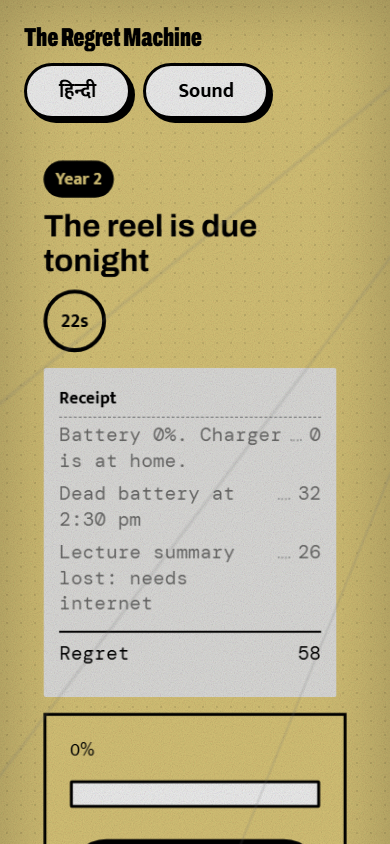 The Regret Machine
हिन्दी Sound
Year 2
The reel is due
tonight
22s
Receipt
Battery 0%. Charger .... 0
is at home.
Dead battery at .... 32
2:30 pm
Lecture summary .... 26
lost: needs
internet
Regret 58
0%